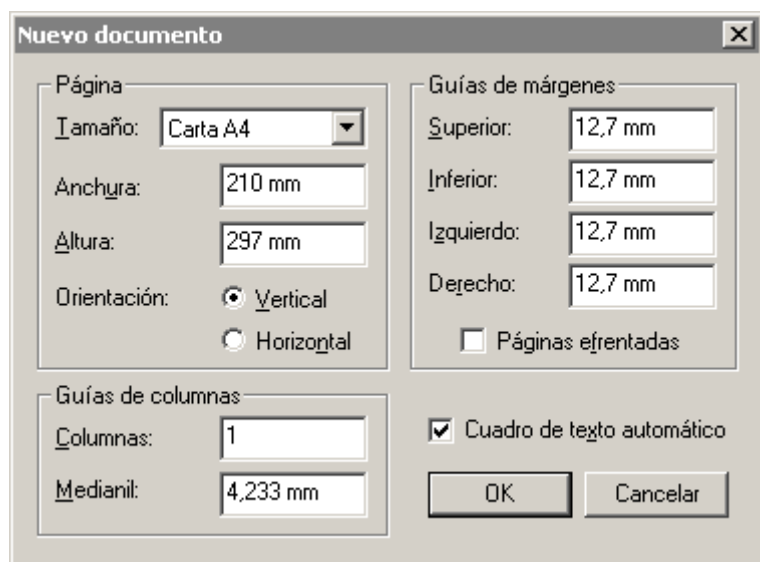 Nuevo documento
Página
Tamaño: Carta A4
Anchura: 210 mm
Altura: 297 mm
Orientación: Vertical
Horizontal
Guías de márgenes
Superior: 12,7 mm
Inferior: 12,7 mm
Izquierdo: 12,7 mm
Derecho: 12,7 mm
Páginas efrentadas
Guías de columnas
Columnas: 1
Medianil: 4,233 mm
Cuadro de texto automático
OK Cancelar